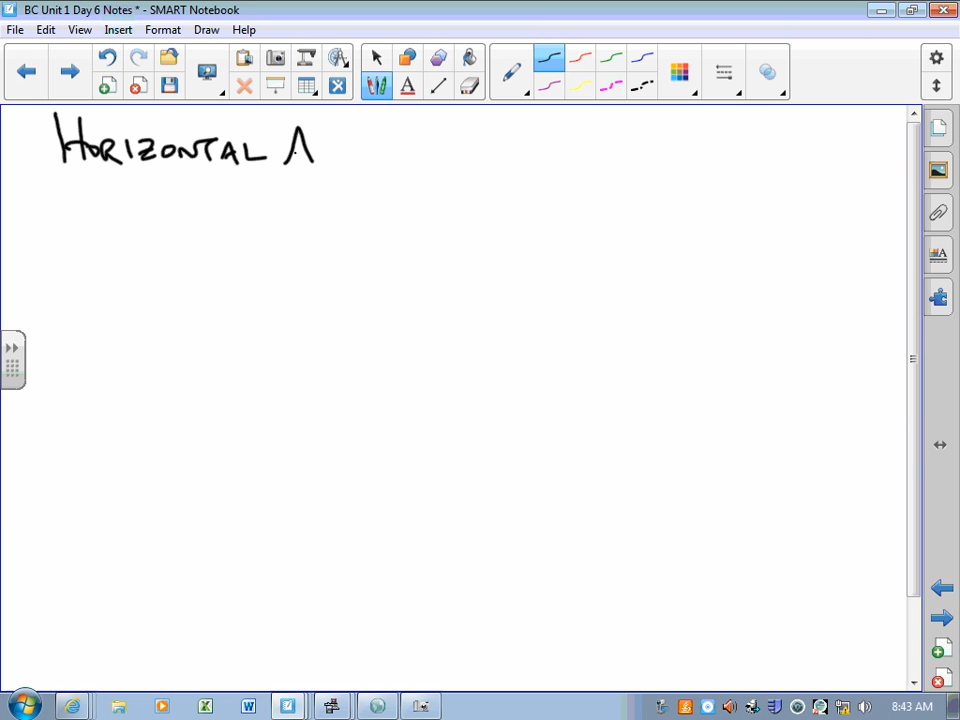 BC Unit 1 Day 6 Notes * - SMART Notebook
File Edit View Insert Format Draw Help
HORIZONTAL A
8:43 AM